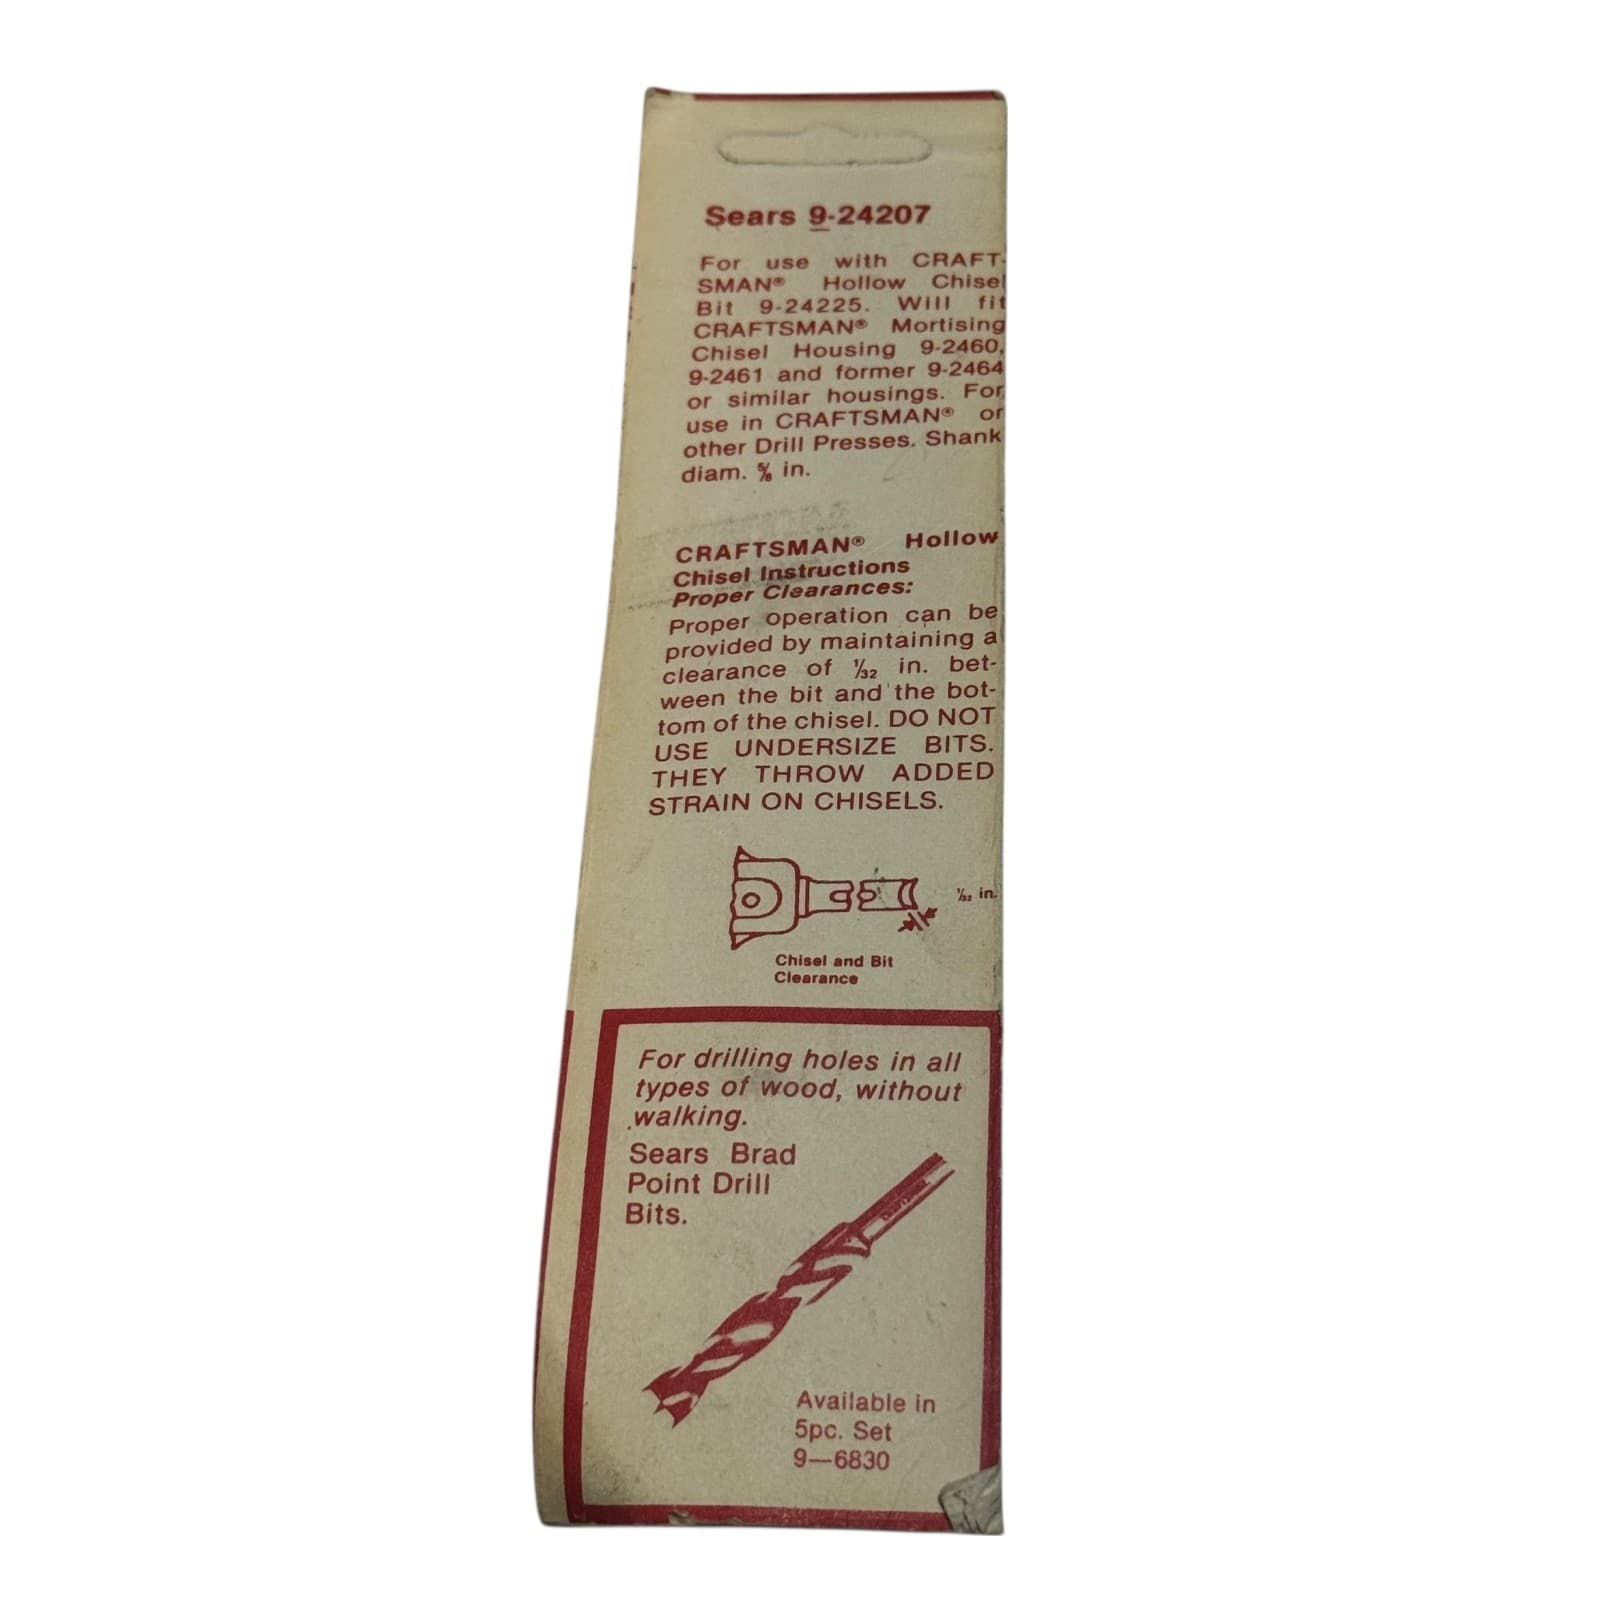 Sears 9-24207
For use with CRAFT-
SMAN® Hollow Chisel
Bit 9-24225. Will fit
CRAFTSMAN® Mortising
Chisel Housing 9-2460,
9-2461 and former 9-2464
or similar housings. For
use in CRAFTSMAN® or
other Drill Presses. Shank
diam. ⅝ in.
CRAFTSMAN® Hollow
Chisel Instructions
Proper Clearances:
Proper operation can be
provided by maintaining a
clearance of 1/32 in. bet-
ween the bit and the bot-
tom of the chisel. DO NOT
USE UNDERSIZE BITS.
THEY THROW ADDED
STRAIN ON CHISELS.
1/32 in.
Chisel and Bit
Clearance
For drilling holes in all
types of wood, without
walking.
Sears Brad
Point Drill
Bits.
Available in
5pc. Set
9—6830